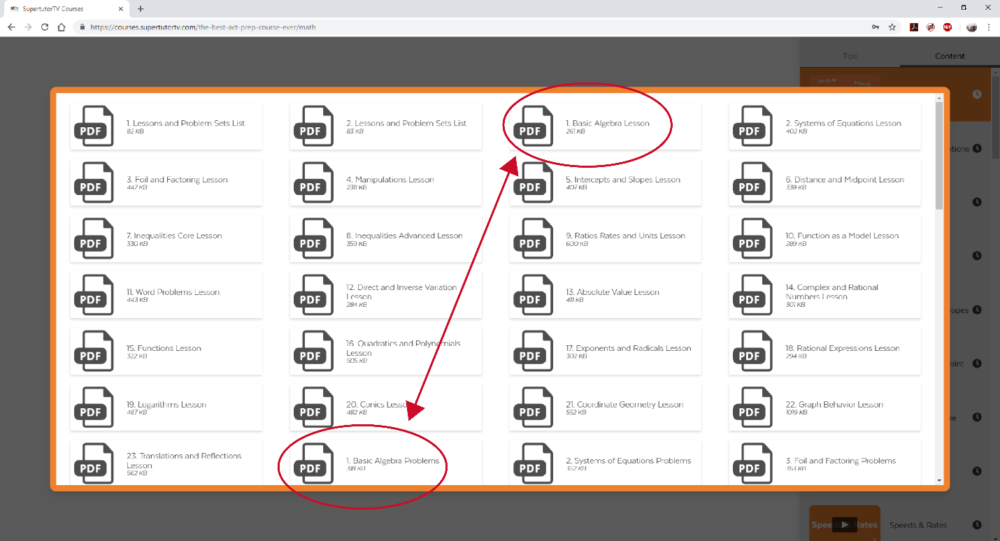 SupertutorTV Courses
https://courses.supertutortv.com/the-best-act-prep-course-ever/math
ABP
Tips
Content
PDF
1. Lessons and Problem Sets List
82 KB
PDF
2. Lessons and Problem Sets List
83 KB
PDF
1. Basic Algebra Lesson
261 KB
PDF
2. Systems of Equations Lesson
402 KB
PDF
3. Foil and Factoring Lesson
447 KB
PDF
4. Manipulations Lesson
238 KB
PDF
5. Intercepts and Slopes Lesson
407 KB
PDF
6. Distance and Midpoint Lesson
339 KB
PDF
7. Inequalities Core Lesson
330 KB
PDF
8. Inequalities Advanced Lesson
359 KB
PDF
9. Ratios Rates and Units Lesson
600 KB
PDF
10. Function as a Model Lesson
289 KB
PDF
11. Word Problems Lesson
443 KB
PDF
12. Direct and Inverse Variation
Lesson
284 KB
PDF
13. Absolute Value Lesson
411 KB
PDF
14. Complex and Rational
Numbers Lesson
301 KB
PDF
15. Functions Lesson
322 KB
PDF
16. Quadratics and Polynomials
Lesson
505 KB
PDF
17. Exponents and Radicals Lesson
302 KB
PDF
18. Rational Expressions Lesson
294 KB
PDF
19. Logarithms Lesson
487 KB
PDF
20. Conics Lesson
482 KB
PDF
21. Coordinate Geometry Lesson
552 KB
PDF
22. Graph Behavior Lesson
1019 KB
PDF
23. Translations and Reflections
Lesson
562 KB
PDF
1. Basic Algebra Problems
318 KB
PDF
2. Systems of Equations Problems
352 KB
PDF
3. Foil and Factoring Problems
353 KB
ations
opes
oint
re
Speeds & Rates
Speeds & Rates